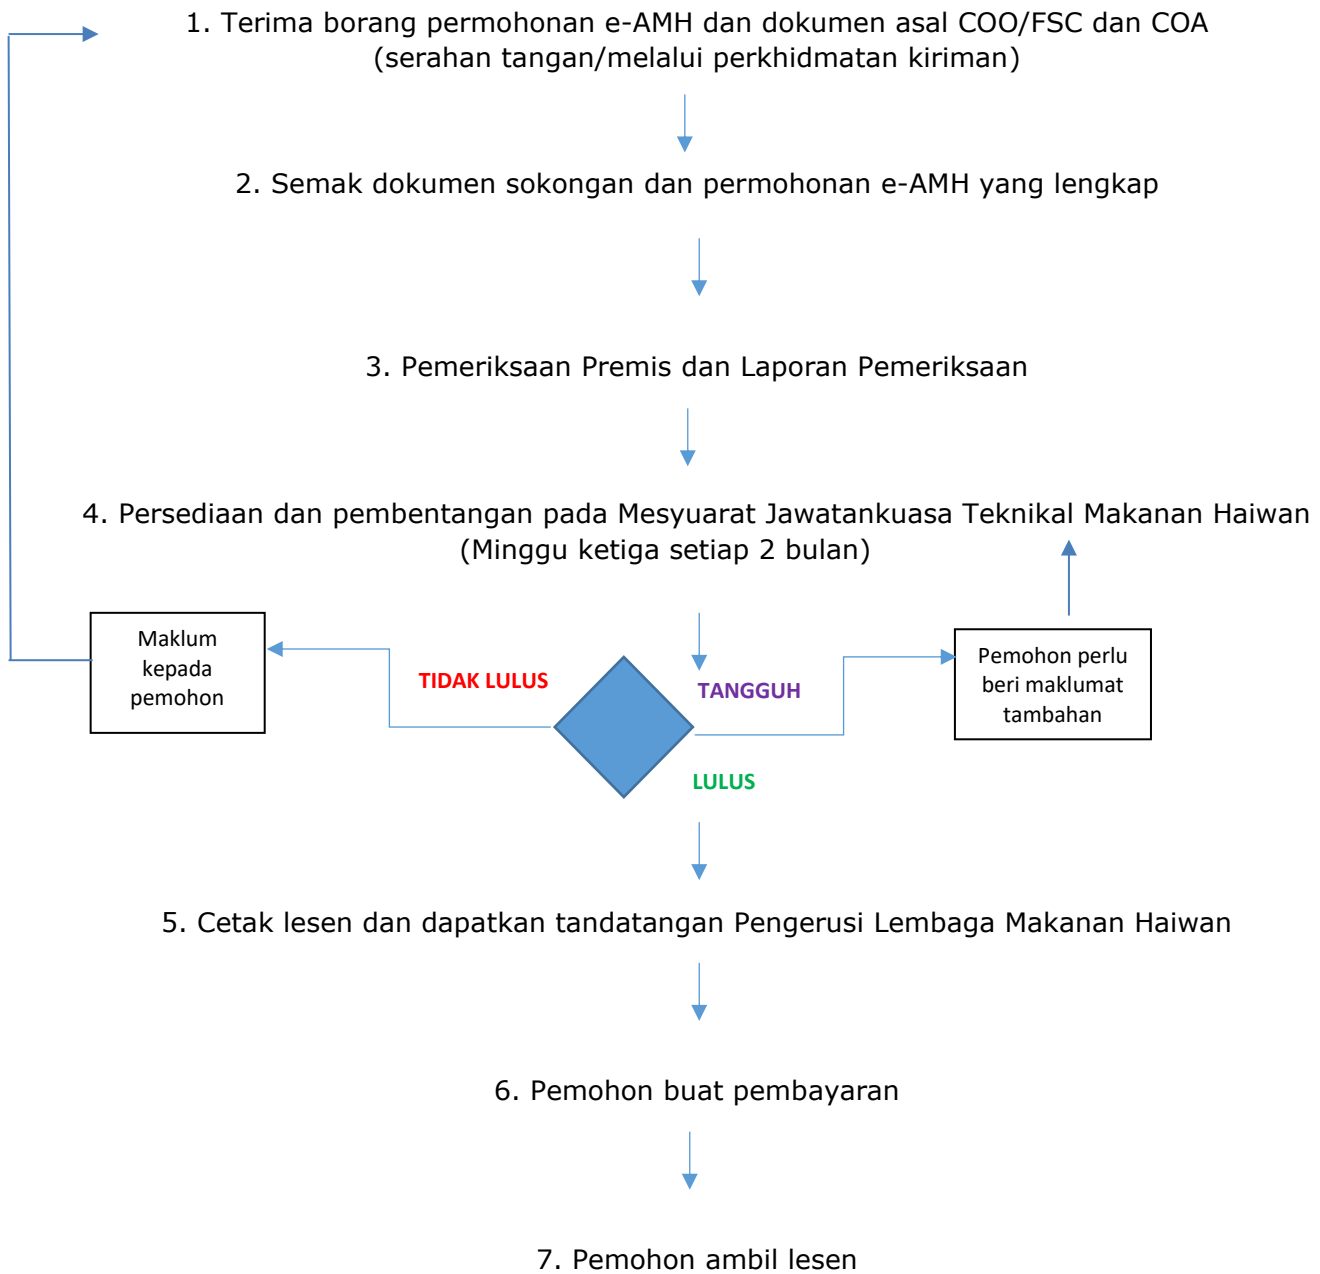 1. Terima borang permohonan e-AMH dan dokumen asal COO/FSC dan COA
(serahan tangan/melalui perkhidmatan kiriman)
2. Semak dokumen sokongan dan permohonan e-AMH yang lengkap
3. Pemeriksaan Premis dan Laporan Pemeriksaan
4. Persediaan dan pembentangan pada Mesyuarat Jawatankuasa Teknikal Makanan Haiwan
(Minggu ketiga setiap 2 bulan)
Maklum
kepada
pemohon
TIDAK LULUS
TANGGUH
Pemohon perlu
beri maklumat
tambahan
LULUS
5. Cetak lesen dan dapatkan tandatangan Pengerusi Lembaga Makanan Haiwan
6. Pemohon buat pembayaran
7. Pemohon ambil lesen